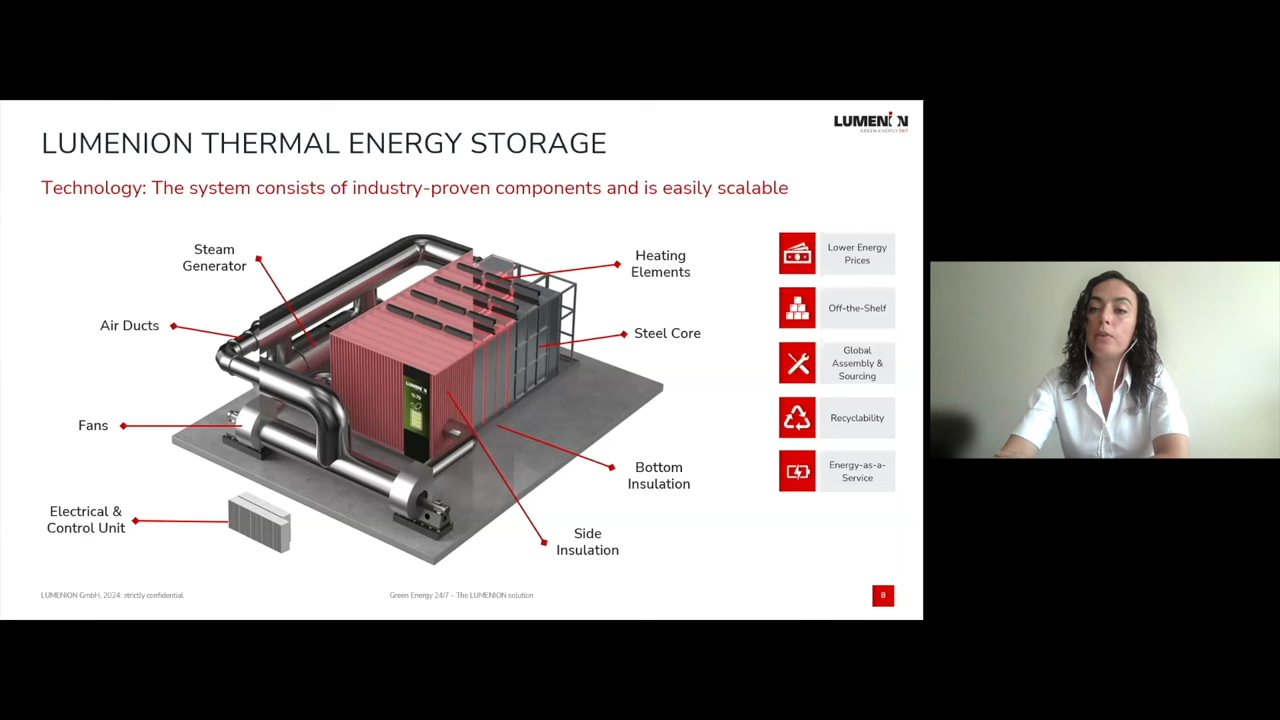 LUMENION THERMAL ENERGY STORAGE
LUMENION
GREEN ENERGY 24/7
Technology: The system consists of industry-proven components and is easily scalable
Steam
Generator
Air Ducts
Fans
Electrical &
Control Unit
Heating
Elements
Steel Core
Bottom
Insulation
Side
Insulation
LUMENION
Lower Energy
Prices
Off-the-Shelf
Global
Assembly &
Sourcing
Recyclability
Energy-as-a-
Service
LUMENION GmbH, 2024: strictly confidential
Green Energy 24/7 – The LUMENION solution
8